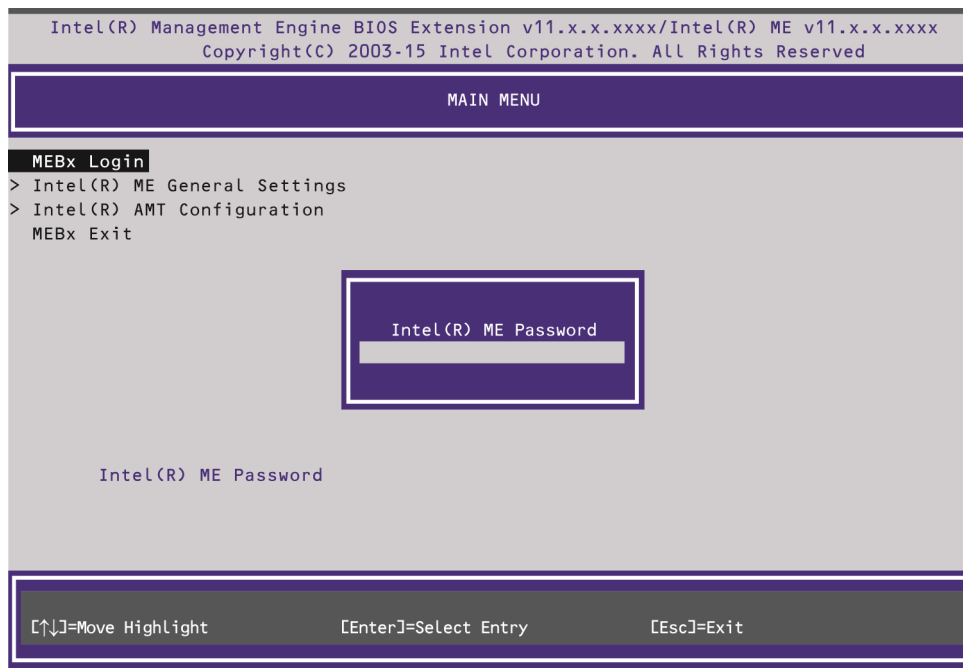 Intel(R) Management Engine BIOS Extension v11.x.x.xxxx/Intel(R) ME v11.x.x.xxxx
Copyright(C) 2003-15 Intel Corporation. All Rights Reserved
MAIN MENU
MEBx Login
> Intel(R) ME General Settings
> Intel(R) AMT Configuration
MEBx Exit
Intel(R) ME Password
Intel(R) ME Password
[↑↓]=Move Highlight [Enter]=Select Entry [Esc]=Exit